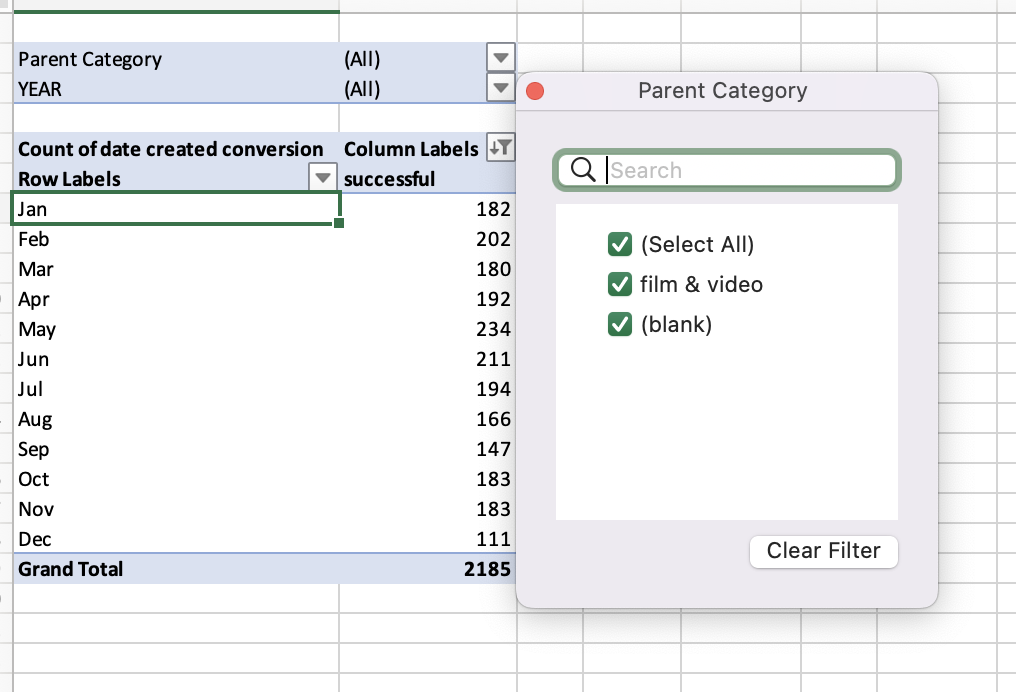 Parent Category (All)
YEAR (All)
Count of date created conversion Column Labels
Row Labels successful
Jan 182
Feb 202
Mar 180
Apr 192
May 234
Jun 211
Jul 194
Aug 166
Sep 147
Oct 183
Nov 183
Dec 111
Grand Total 2185
Parent Category
Search
(Select All)
film & video
(blank)
Clear Filter